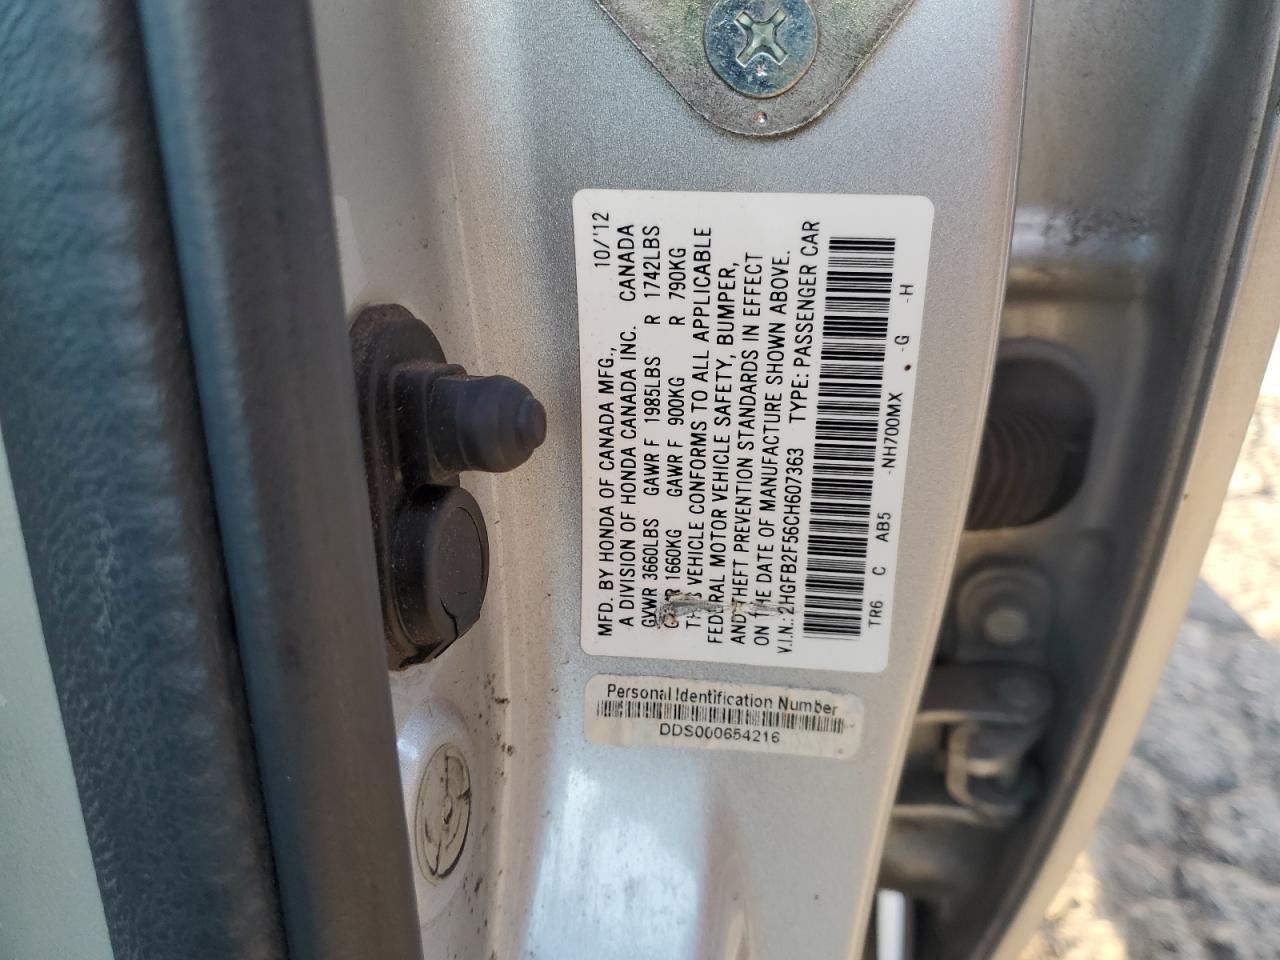 MFD. BY HONDA OF CANADA MFG., 10/'12
A DIVISION OF HONDA CANADA INC. CANADA
GVWR 3660LBS GAWR F 1985LBS R 1742LBS
1660KG GAWR F 900KG R 790KG
VEHICLE CONFORMS TO ALL APPLICABLE
FEDERAL MOTOR VEHICLE SAFETY, BUMPER,
AND THEFT PREVENTION STANDARDS IN EFFECT
ON THE DATE OF MANUFACTURE SHOWN ABOVE.
V.I.N.: 2HGFB2F56CH607363 TYPE: PASSENGER CAR
TR6 C AB5 -NH700MX -G -H
Personal Identification Number
DDS000654216